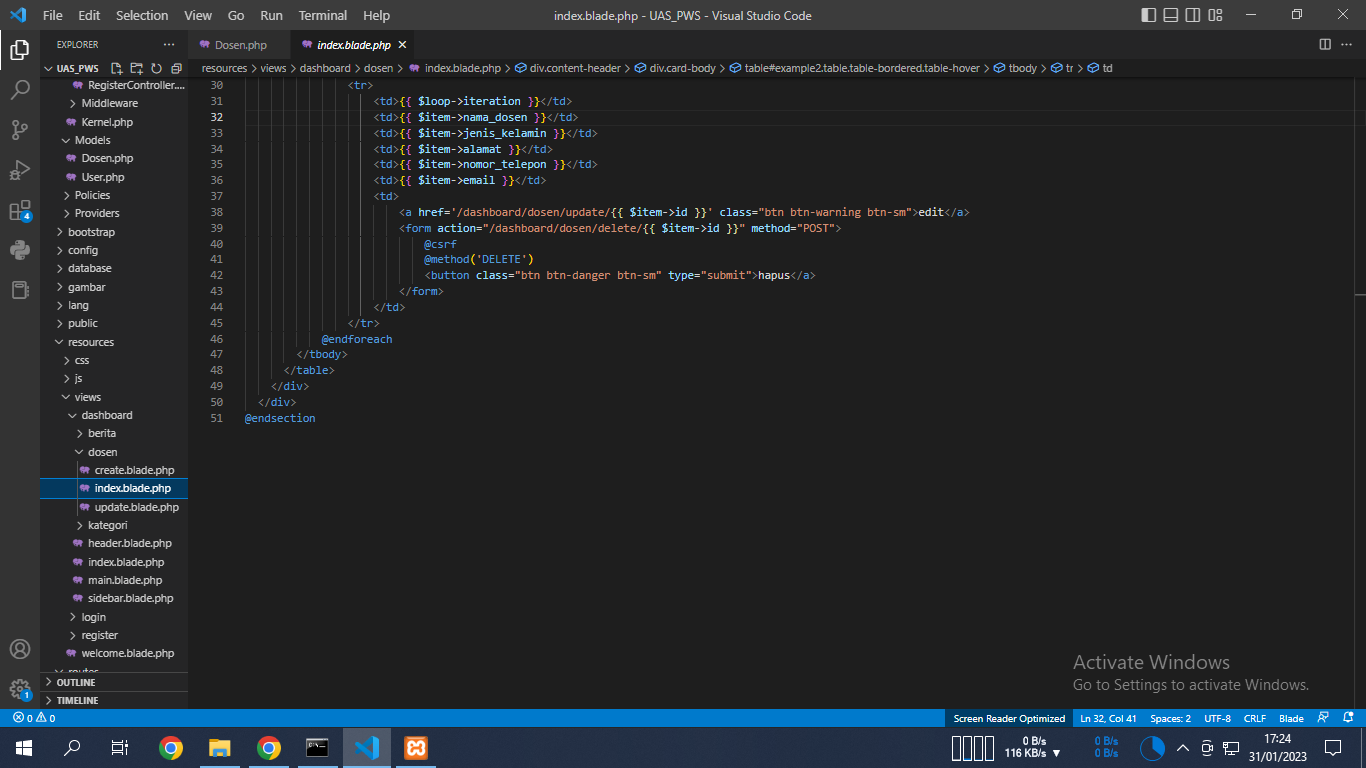 File Edit Selection View Go Run Terminal Help
index.blade.php - UAS_PWS - Visual Studio Code
EXPLORER
Dosen.php
index.blade.php
UAS_PWS
resources > views > dashboard > dosen > index.blade.php > div.content-header > div.card-body > table#example2.table.table-bordered.table-hover > tbody > tr > td
RegisterController....
Middleware
Kernel.php
Models
Dosen.php
User.php
Policies
Providers
bootstrap
config
database
gambar
lang
public
resources
css
js
views
dashboard
berita
dosen
create.blade.php
index.blade.php
update.blade.php
kategori
header.blade.php
index.blade.php
main.blade.php
sidebar.blade.php
login
register
welcome.blade.php
routes
OUTLINE
TIMELINE
4
1
30 <tr>
31 <td>{{ $loop->iteration }}</td>
32 <td>{{ $item->nama_dosen }}</td>
33 <td>{{ $item->jenis_kelamin }}</td>
34 <td>{{ $item->alamat }}</td>
35 <td>{{ $item->nomor_telepon }}</td>
36 <td>{{ $item->email }}</td>
37 <td>
38 <a href='/dashboard/dosen/update/{{ $item->id }}' class="btn btn-warning btn-sm">edit</a>
39 <form action="/dashboard/dosen/delete/{{ $item->id }}" method="POST">
40 @csrf
41 @method('DELETE')
42 <button class="btn btn-danger btn-sm" type="submit">hapus</a>
43 </form>
44 </td>
45 </tr>
46 @endforeach
47 </tbody>
48 </table>
49 </div>
50 </div>
51 @endsection
Activate Windows
Go to Settings to activate Windows.
0 0
Screen Reader Optimized
Ln 32, Col 41
Spaces: 2
UTF-8
CRLF
Blade
0 B/s
116 KB/s
0 B/s
0 B/s
17:24
31/01/2023